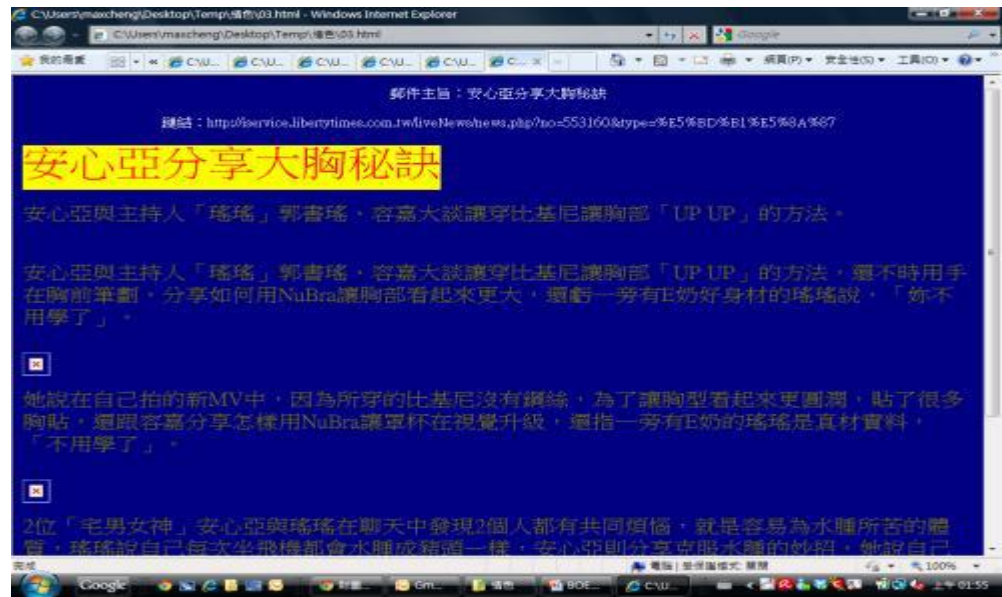 C:\Users\maxcheng\Desktop\Temp\情色\03.html - Windows Internet Explorer
C:\Users\maxcheng\Desktop\Temp\情色\03.html
Google
我的最愛
網頁(P)
安全性(S)
工具(O)
郵件主旨：安心亞分享大胸秘訣
鏈結：http://iservice.libertytimes.com.tw/liveNews/news.php?no=553160&type=%E5%BD%B1%E5%8A%87
安心亞分享大胸秘訣
安心亞與主持人「瑤瑤」郭書瑤、容嘉大談讓穿比基尼讓胸部「UP UP」的方法。
安心亞與主持人「瑤瑤」郭書瑤、容嘉大談讓穿比基尼讓胸部「UP UP」的方法，還不時用手
在胸前筆劃，分享如何用NuBra讓胸部看起來更大，還虧一旁有E奶好身材的瑤瑤說，「妳不
用學了」。
她說在自己拍的新MV中，因為所穿的比基尼沒有鋼絲，為了讓胸型看起來更圓潤，貼了很多
胸貼，還跟容嘉分享怎樣用NuBra讓罩杯在視覺升級，還指一旁有E奶的瑤瑤是真材實料，
「不用學了」。
2位「宅男女神」安心亞與瑤瑤在聊天中發現2個人都有共同煩惱，就是容易為水腫所苦的體
質，瑤瑤說自己每次坐飛機都會水腫成豬頭一樣，安心亞則分享克服水腫的妙招，她說自己
完成
100%
Google
上午 01:55